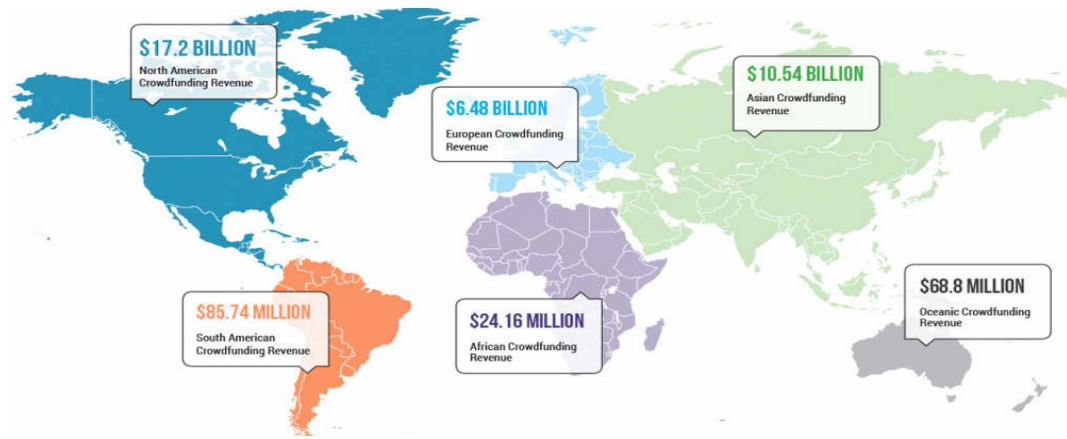 $17.2 BILLION
North American
Crowdfunding Revenue
$6.48 BILLION
European Crowdfunding
Revenue
$10.54 BILLION
Asian Crowdfunding
Revenue
$85.74 MILLION
South American
Crowdfunding Revenue
$24.16 MILLION
African Crowdfunding
Revenue
$68.8 MILLION
Oceanic Crowdfunding
Revenue